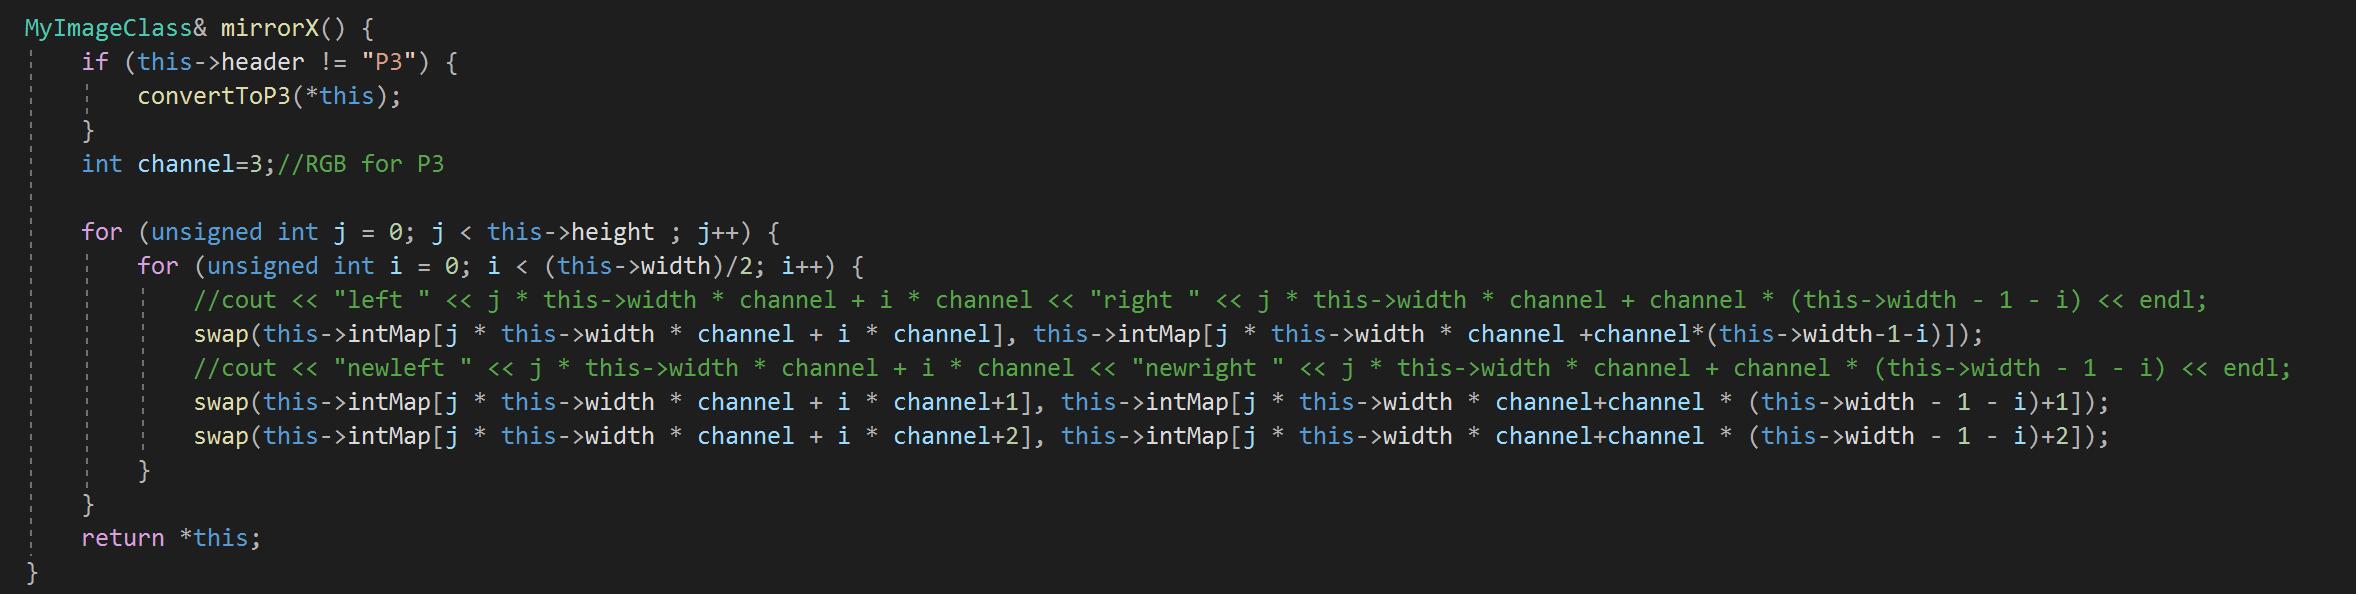 MyImageClass& mirrorX() {
    if (this->header != "P3") {
        convertToP3(*this);
    }
    int channel=3;//RGB for P3

    for (unsigned int j = 0; j < this->height ; j++) {
        for (unsigned int i = 0; i < (this->width)/2; i++) {
            //cout << "left " << j * this->width * channel + i * channel << "right " << j * this->width * channel + channel * (this->width - 1 - i) << endl;
            swap(this->intMap[j * this->width * channel + i * channel], this->intMap[j * this->width * channel +channel*(this->width-1-i)]);
            //cout << "newleft " << j * this->width * channel + i * channel << "newright " << j * this->width * channel + channel * (this->width - 1 - i) << endl;
            swap(this->intMap[j * this->width * channel + i * channel+1], this->intMap[j * this->width * channel+channel * (this->width - 1 - i)+1]);
            swap(this->intMap[j * this->width * channel + i * channel+2], this->intMap[j * this->width * channel+channel * (this->width - 1 - i)+2]);
        }
    }
    return *this;
}